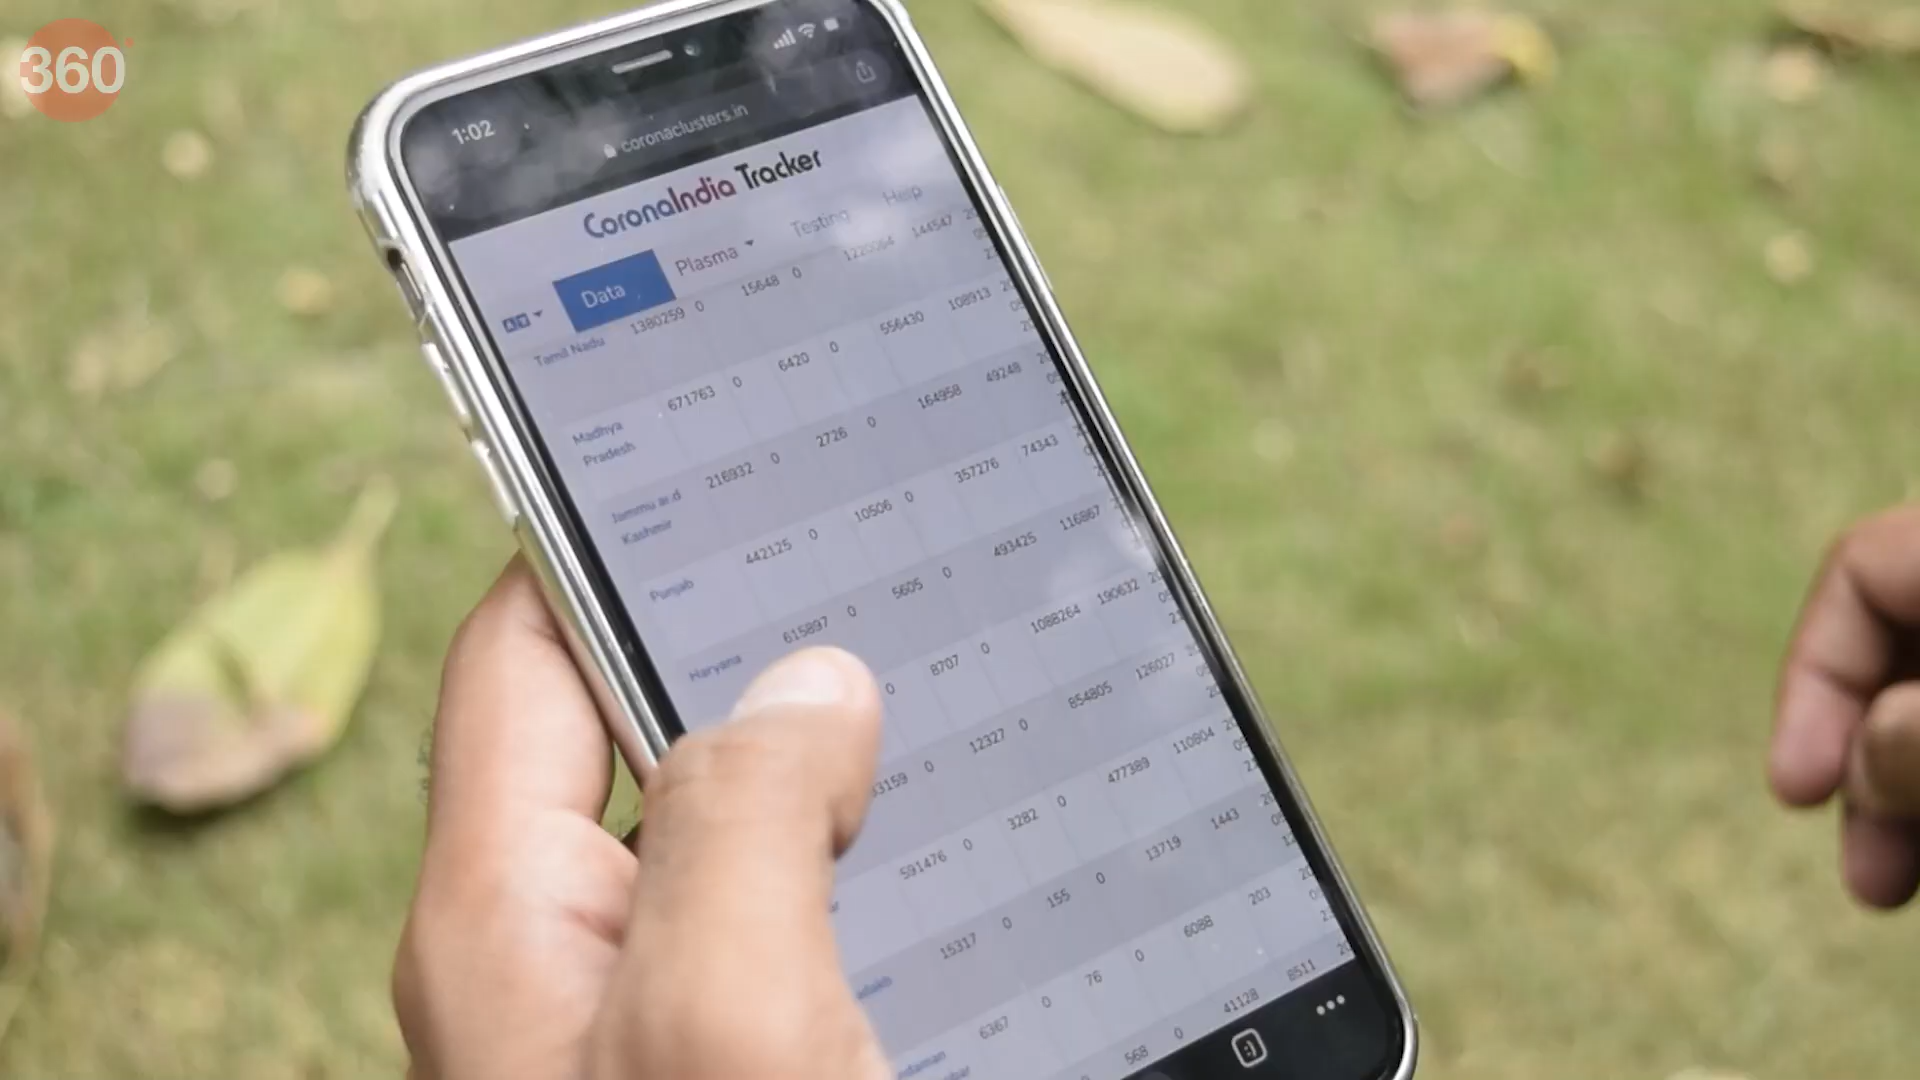 360
1:02
coronaclusters.in
CoronaIndia Tracker
Data Plasma Testing Help
Tamil Nadu 1380259 0 15648 0 1220064 144547
Madhya Pradesh 671763 0 6420 0 556430 108913
Jammu and Kashmir 216932 0 2726 0 164958 49248
Punjab 442125 0 10506 0 357276 74343
Haryana 615897 0 5605 0 493425 116867
0 8707 0 1088264 190632
0 12327 0 854805 126027
591476 0 3282 0 477389 110804
15317 0 155 0 13719 1443
6367 0 76 0 6088 203
568 0 41128 8511